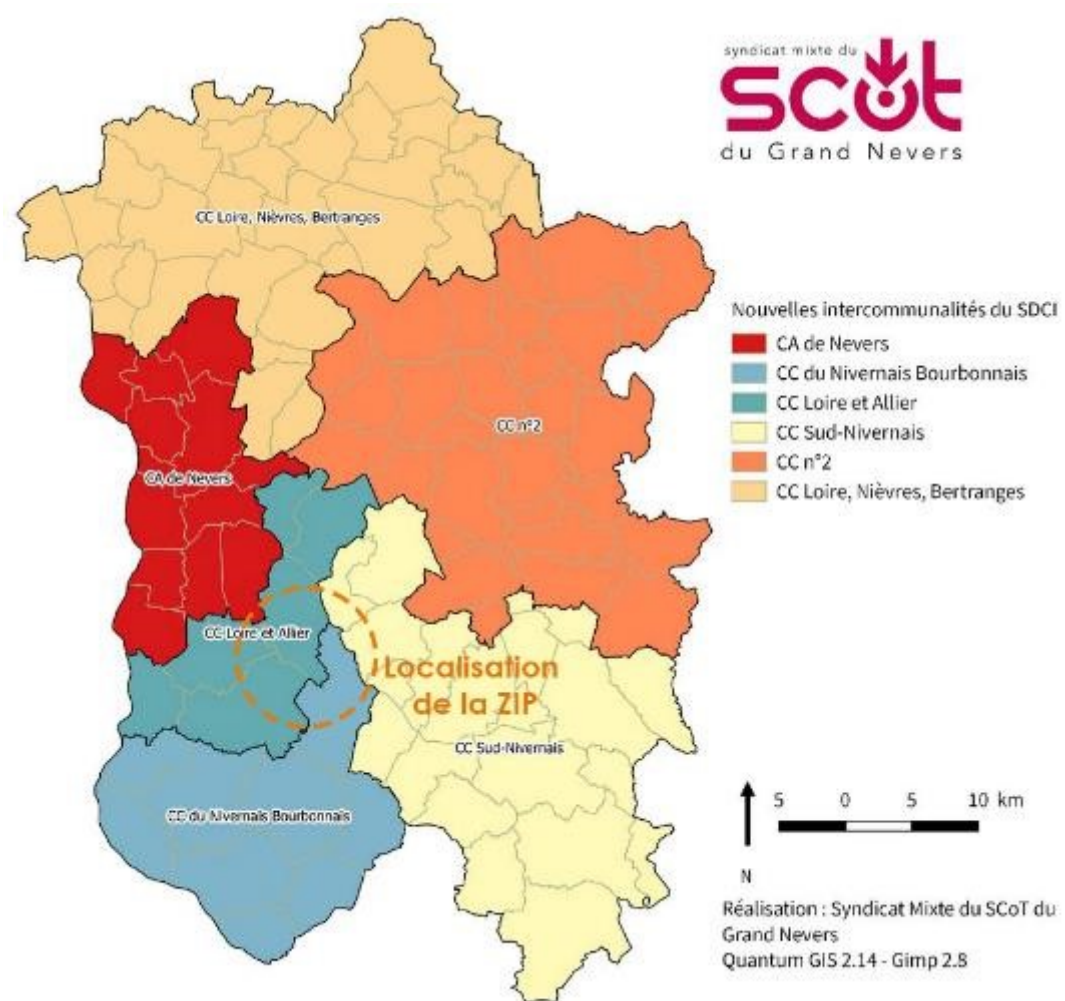 syndicat mixte du
scot
du Grand Nevers
CC Loire, Nièvres, Bertranges
Nouvelles intercommunalités du SDCI
CA de Nevers
CC du Nivernais Bourbonnais
CC Loire et Allier
CC Sud-Nivernais
CC n°2
CC Loire, Nièvres, Bertranges
CC n°2
CA de Nevers
CC Loire et Allier
Localisation
de la ZIP
CC Sud-Nivernais
CC du Nivernais Bourbonnais
5 0 5 10 km
N
Réalisation : Syndicat Mixte du SCoT du
Grand Nevers
Quantum GIS 2.14 - Gimp 2.8